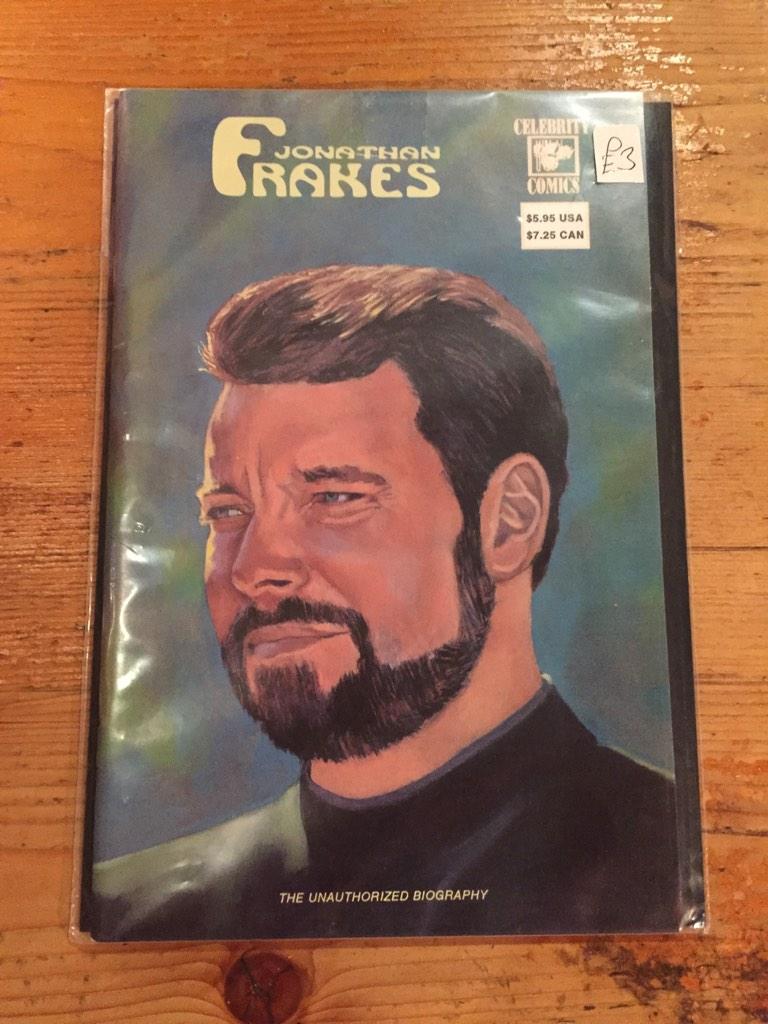 JONATHAN
FRAKES
CELEBRITY
COMICS
£3
$5.95 USA
$7.25 CAN
THE UNAUTHORIZED BIOGRAPHY